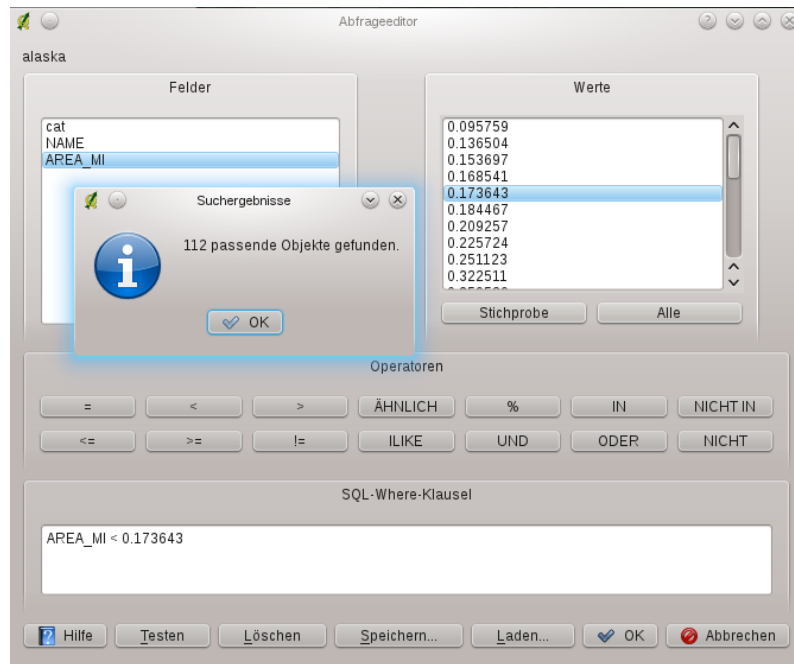 Abfrageeditor
alaska
Felder
cat
NAME
AREA_MI
Werte
0.095759
0.136504
0.153697
0.168541
0.173643
0.184467
0.209257
0.225724
0.251123
0.322511
Stichprobe
Alle
Suchergebnisse
112 passende Objekte gefunden.
OK
Operatoren
= < > ÄHNLICH % IN NICHT IN
<= >= != ILIKE UND ODER NICHT
SQL-Where-Klausel
AREA_MI < 0.173643
Hilfe Testen Löschen Speichern... Laden... OK Abbrechen